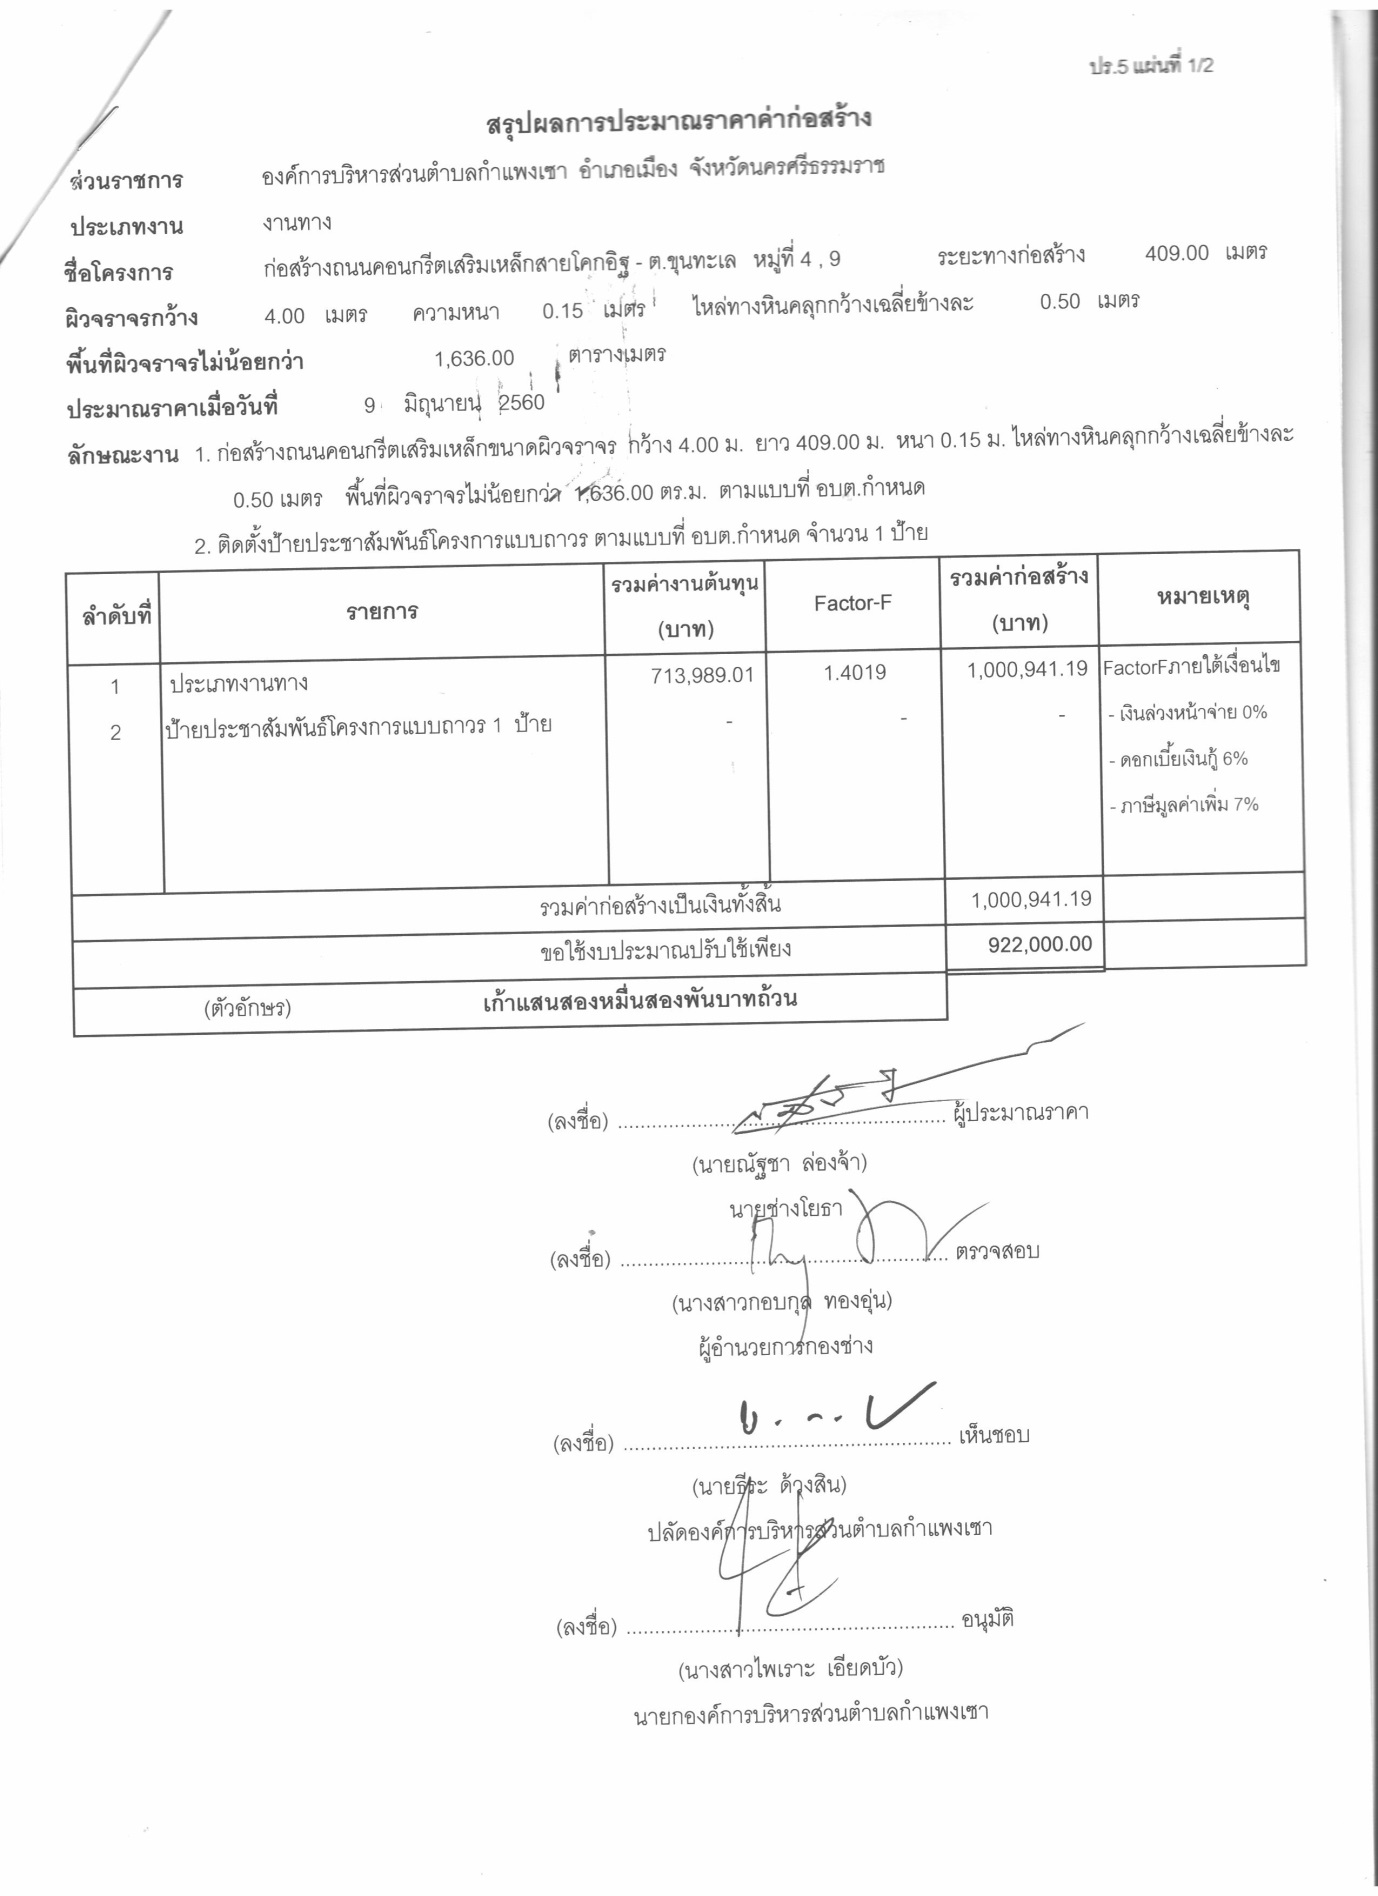 ปร.5 แผ่นที่ 1/2
สรุปผลการประมาณราคาค่าก่อสร้าง
ส่วนราชการ องค์การบริหารส่วนตำบลกำแพงเซา อำเภอเมือง จังหวัดนครศรีธรรมราช
ประเภทงาน งานทาง
ชื่อโครงการ ก่อสร้างถนนคอนกรีตเสริมเหล็กสายโคกอิฐ - ต.ขุนทะเล หมู่ที่ 4 , 9 ระยะทางก่อสร้าง 409.00 เมตร
ผิวจราจรกว้าง 4.00 เมตร ความหนา 0.15 เมตร ไหล่ทางหินคลุกกว้างเฉลี่ยข้างละ 0.50 เมตร
พื้นที่ผิวจราจรไม่น้อยกว่า 1,636.00 ตารางเมตร
ประมาณราคาเมื่อวันที่ 9 มิถุนายน 2560
ลักษณะงาน 1. ก่อสร้างถนนคอนกรีตเสริมเหล็กขนาดผิวจราจร กว้าง 4.00 ม. ยาว 409.00 ม. หนา 0.15 ม. ไหล่ทางหินคลุกกว้างเฉลี่ยข้างละ
0.50 เมตร พื้นที่ผิวจราจรไม่น้อยกว่า 1,636.00 ตร.ม. ตามแบบที่ อบต.กำหนด
2. ติดตั้งป้ายประชาสัมพันธ์โครงการแบบถาวร ตามแบบที่ อบต.กำหนด จำนวน 1 ป้าย
ลำดับที่ รายการ รวมค่างานต้นทุน (บาท) Factor-F รวมค่าก่อสร้าง (บาท) หมายเหตุ
1 ประเภทงานทาง 713,989.01 1.4019 1,000,941.19 FactorFภายใต้เงื่อนไข
2 ป้ายประชาสัมพันธ์โครงการแบบถาวร 1 ป้าย - - - - เงินล่วงหน้าจ่าย 0%
- ดอกเบี้ยเงินกู้ 6%
- ภาษีมูลค่าเพิ่ม 7%
รวมค่าก่อสร้างเป็นเงินทั้งสิ้น 1,000,941.19
ขอใช้งบประมาณปรับใช้เพียง 922,000.00
(ตัวอักษร) เก้าแสนสองหมื่นสองพันบาทถ้วน
(ลงชื่อ) ........................................ ผู้ประมาณราคา
(นายณัฐชา ล่องจ้า)
นายช่างโยธา
(ลงชื่อ) ........................................ ตรวจสอบ
(นางสาวกอบกุล ทองอุ่น)
ผู้อำนวยการกองช่าง
(ลงชื่อ) ........................................ เห็นชอบ
(นายธีระ ด้วงสิน)
ปลัดองค์การบริหารส่วนตำบลกำแพงเซา
(ลงชื่อ) ........................................ อนุมัติ
(นางสาวไพเราะ เอียดบัว)
นายกองค์การบริหารส่วนตำบลกำแพงเซา